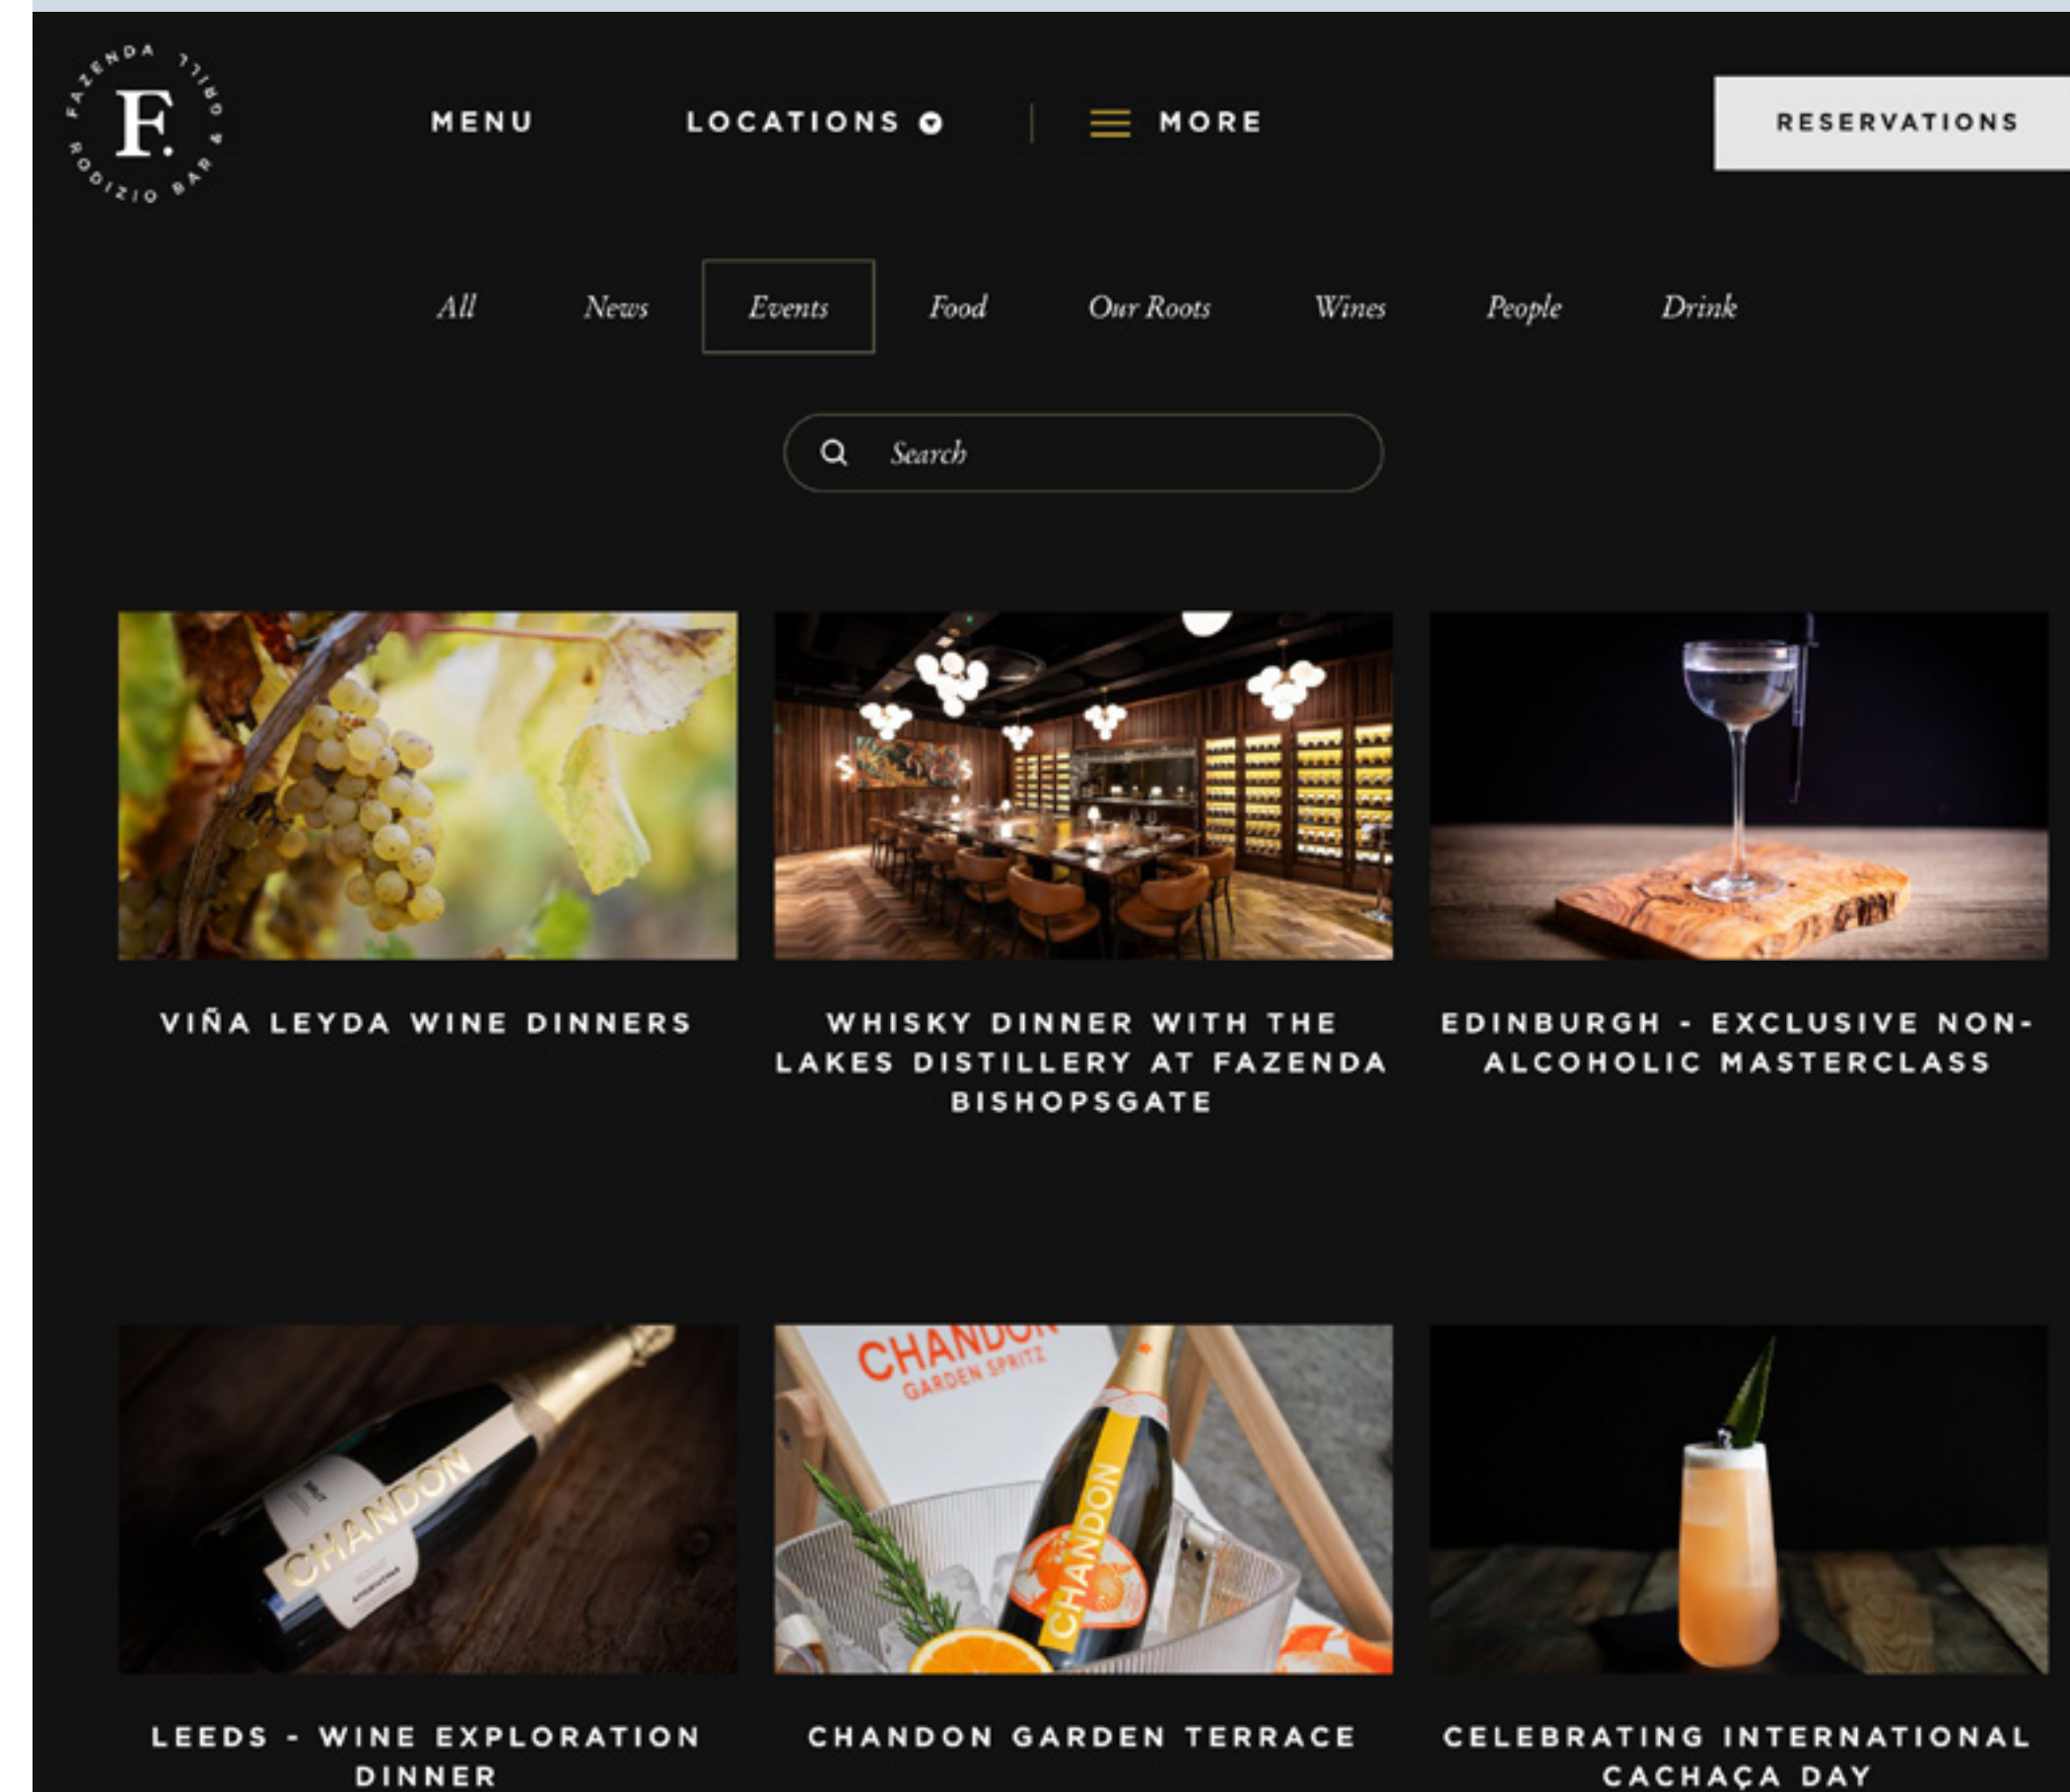 FAZENDA
RODIZIO BAR & GRILL
F.
MENU
LOCATIONS
MORE
RESERVATIONS
All
News
Events
Food
Our Roots
Wines
People
Drink
Search
VIÑA LEYDA WINE DINNERS
WHISKY DINNER WITH THE
LAKES DISTILLERY AT FAZENDA
BISHOPSGATE
EDINBURGH - EXCLUSIVE NON-
ALCOHOLIC MASTERCLASS
BRUT
CHANDON
ARGENTINA
CHANDON
GARDEN SPRITZ
CHANDON
LEEDS - WINE EXPLORATION
DINNER
CHANDON GARDEN TERRACE
CELEBRATING INTERNATIONAL
CACHAÇA DAY